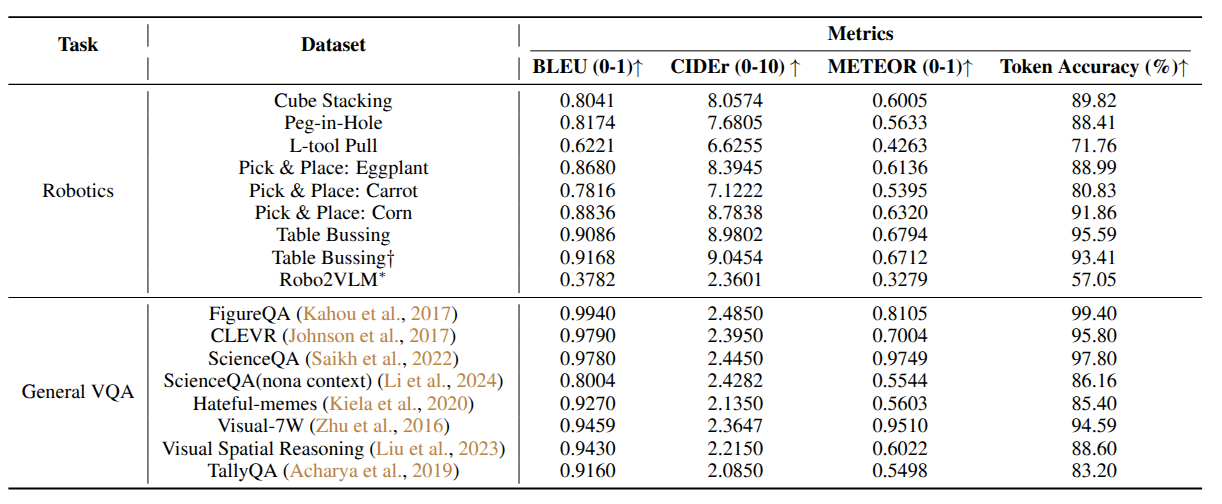 Task Dataset Metrics
BLEU (0-1)↑ CIDEr (0-10) ↑ METEOR (0-1)↑ Token Accuracy (%)↑
Robotics
Cube Stacking 0.8041 8.0574 0.6005 89.82
Peg-in-Hole 0.8174 7.6805 0.5633 88.41
L-tool Pull 0.6221 6.6255 0.4263 71.76
Pick & Place: Eggplant 0.8680 8.3945 0.6136 88.99
Pick & Place: Carrot 0.7816 7.1222 0.5395 80.83
Pick & Place: Corn 0.8836 8.7838 0.6320 91.86
Table Bussing 0.9086 8.9802 0.6794 95.59
Table Bussing† 0.9168 9.0454 0.6712 93.41
Robo2VLM* 0.3782 2.3601 0.3279 57.05
General VQA
FigureQA (Kahou et al., 2017) 0.9940 2.4850 0.8105 99.40
CLEVR (Johnson et al., 2017) 0.9790 2.3950 0.7004 95.80
ScienceQA (Saikh et al., 2022) 0.9780 2.4450 0.9749 97.80
ScienceQA(nona context) (Li et al., 2024) 0.8004 2.4282 0.5544 86.16
Hateful-memes (Kiela et al., 2020) 0.9270 2.1350 0.5603 85.40
Visual-7W (Zhu et al., 2016) 0.9459 2.3647 0.9510 94.59
Visual Spatial Reasoning (Liu et al., 2023) 0.9430 2.2150 0.6022 88.60
TallyQA (Acharya et al., 2019) 0.9160 2.0850 0.5498 83.20